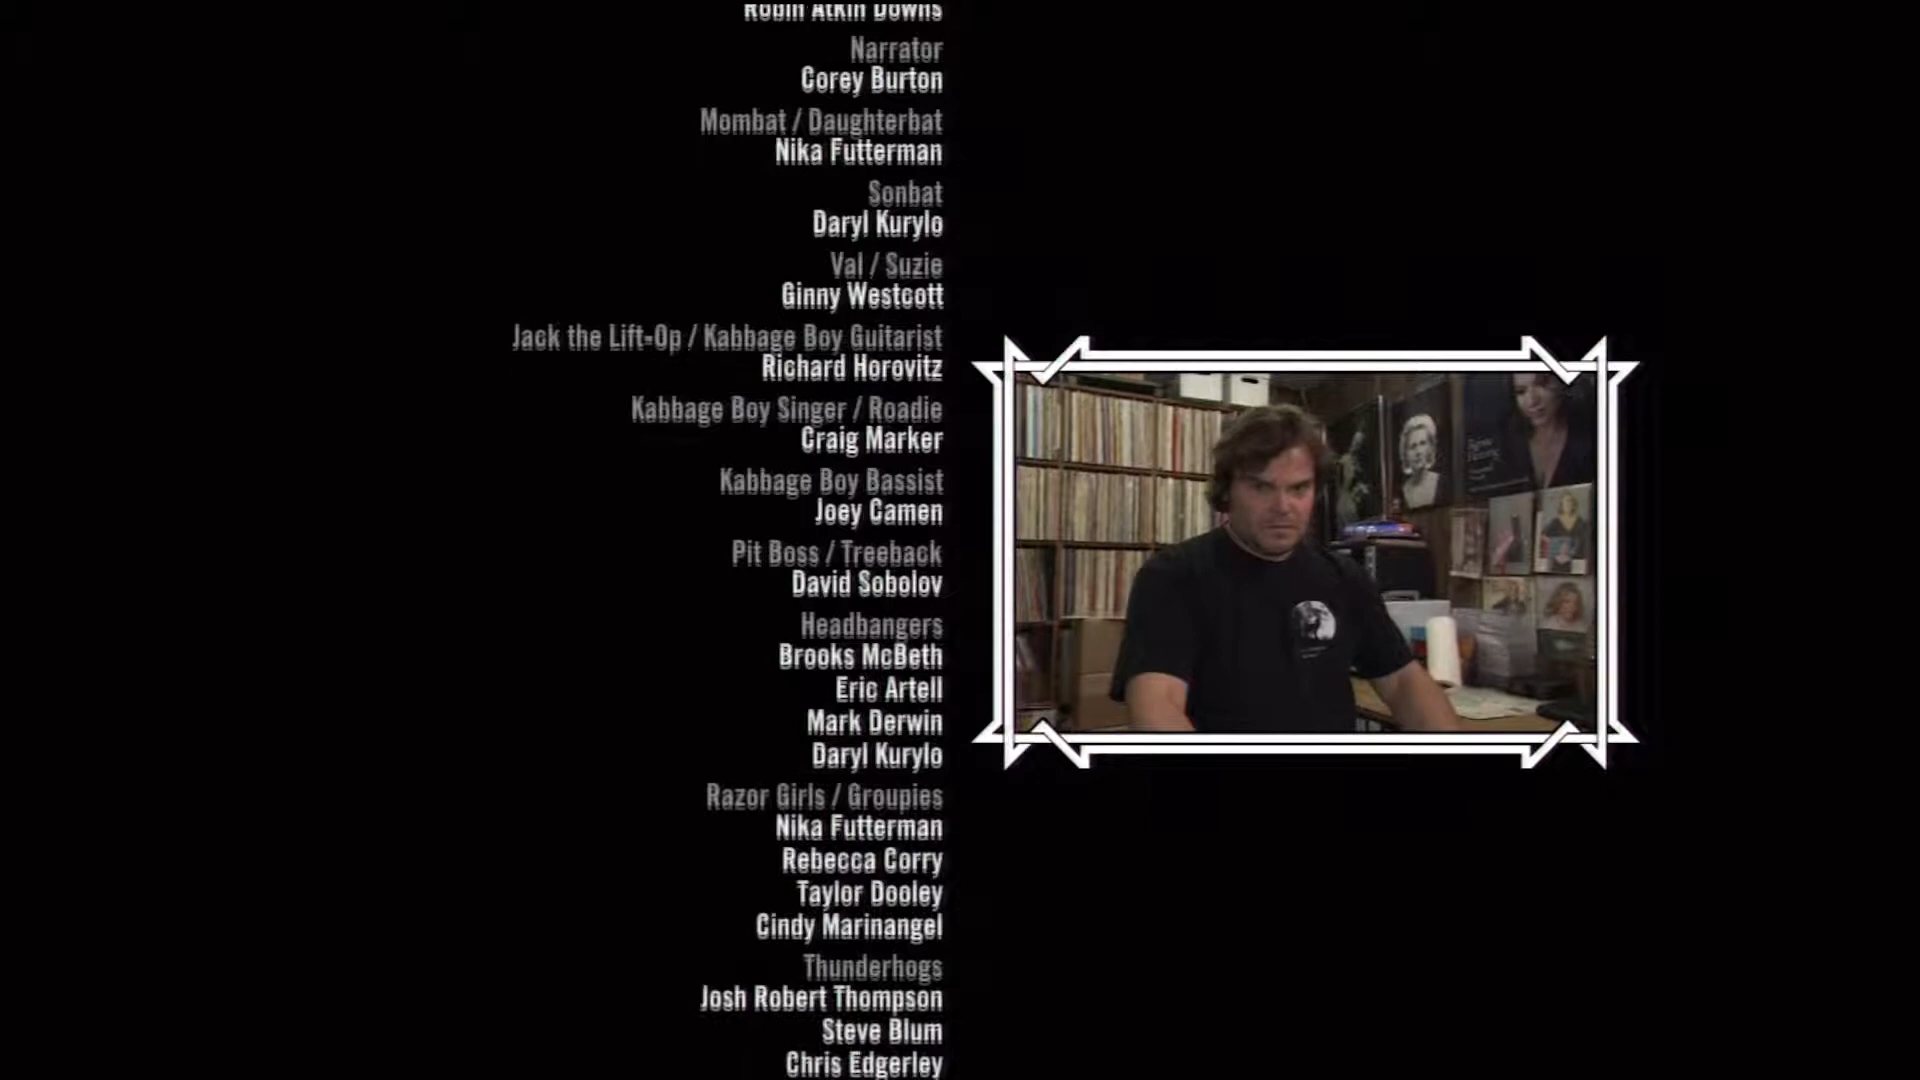 Robin Atkin Downs
Narrator
Corey Burton
Mombat / Daughterbat
Nika Futterman
Sonbat
Daryl Kurylo
Val / Suzie
Ginny Westcott
Jack the Lift-Op / Kabbage Boy Guitarist
Richard Horovitz
Kabbage Boy Singer / Roadie
Craig Marker
Kabbage Boy Bassist
Joey Camen
Pit Boss / Treeback
David Sobolov
Headbangers
Brooks McBeth
Eric Artell
Mark Derwin
Daryl Kurylo
Razor Girls / Groupies
Nika Futterman
Rebecca Corry
Taylor Dooley
Cindy Marinangel
Thunderhogs
Josh Robert Thompson
Steve Blum
Chris Edgerley